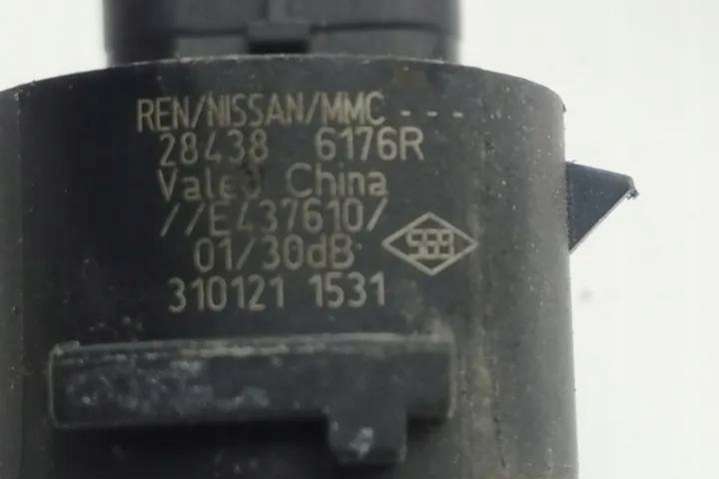 REN/NISSAN/MMC ---
28438 6176R
Valeo China
//E437610/
01/30dB
310121 1531